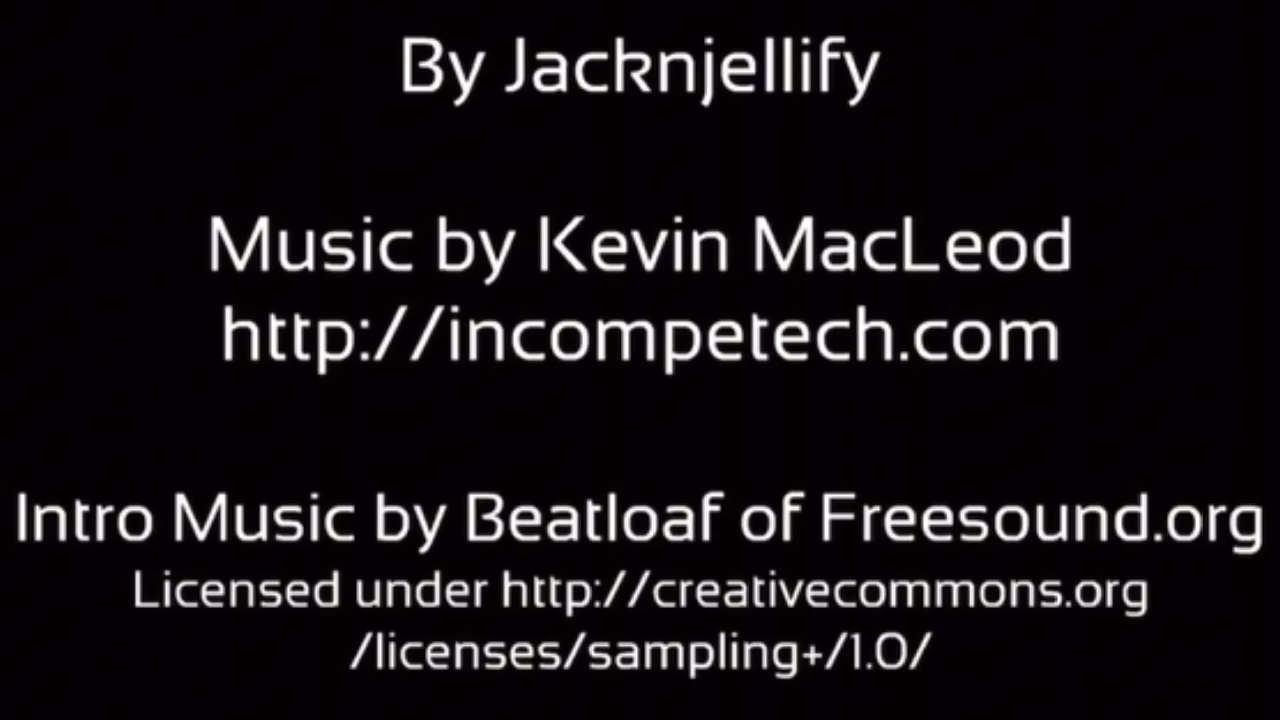 By Jacknjellify
Music by Kevin MacLeod
http://incompetech.com
Intro Music by Beatloaf of Freesound.org
Licensed under http://creativecommons.org
/licenses/sampling+/1.0/